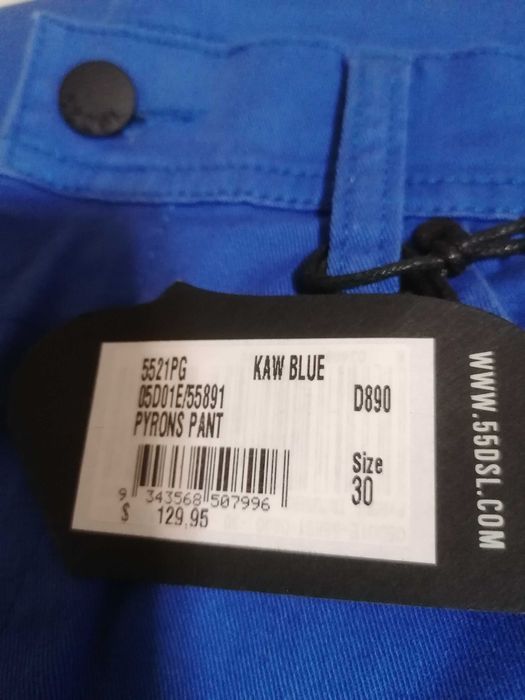 5521PG KAW BLUE
05D01E/55891 D890
PYRONS PANT
Size
30
9 343568 507996
$ 129,95
WWW.55DSL.COM